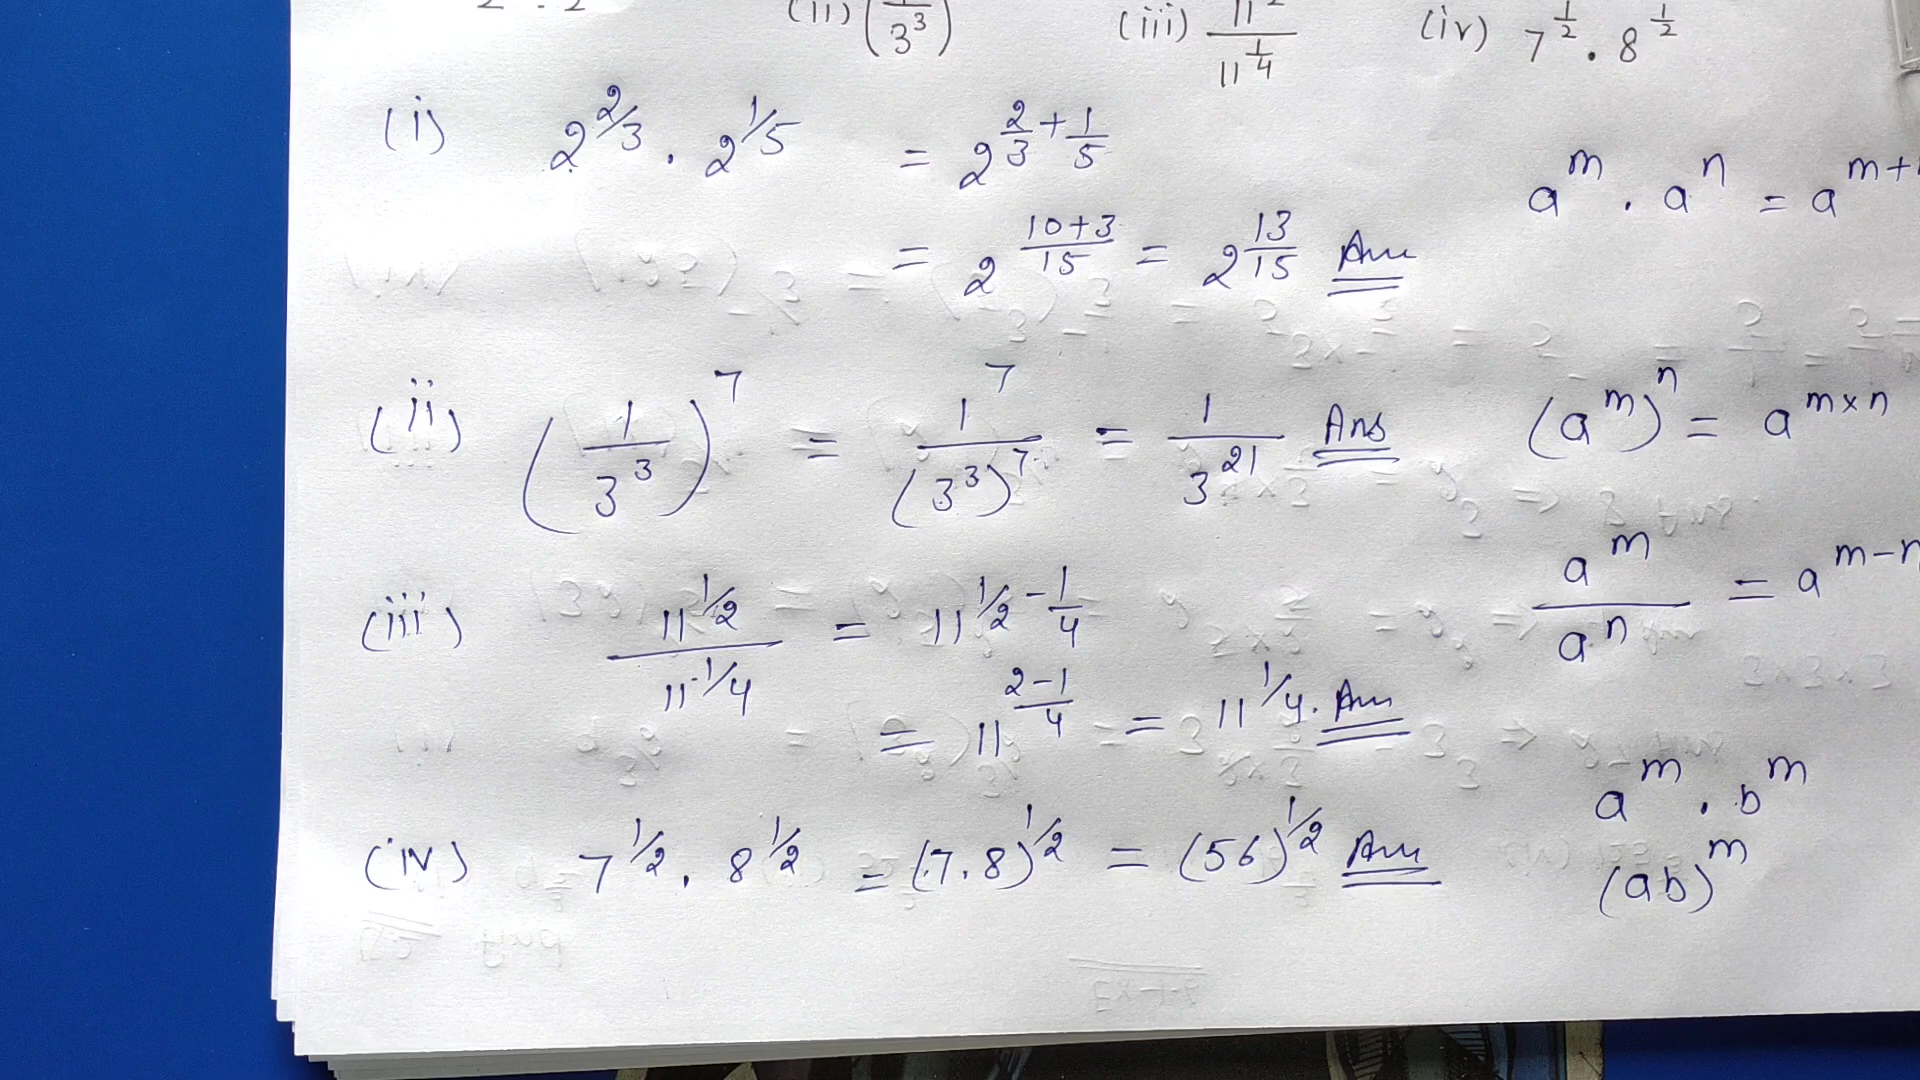 (ii) (1/3³) (iii) 11/11^(1/4) (iv) 7^(1/2) . 8^(1/2)
(i) 2^(2/3) . 2^(1/5) = 2^(2/3 + 1/5)
a^m . a^n = a^(m+
= 2^((10+3)/15) = 2^(13/15) Ans
(ii) (1/3³)^7 = 1^7/(3³)^7 = 1/3^21 Ans (a^m)^n = a^(m×n)
(iii) 11^(1/2)/11^(1/4) = 11^(1/2 - 1/4) a^m/a^n = a^(m-n
= 11^((2-1)/4) = 11^(1/4). Ans
a^m . b^m
(iv) 7^(1/2) . 8^(1/2) = (7.8)^(1/2) = (56)^(1/2) Ans (ab)^m